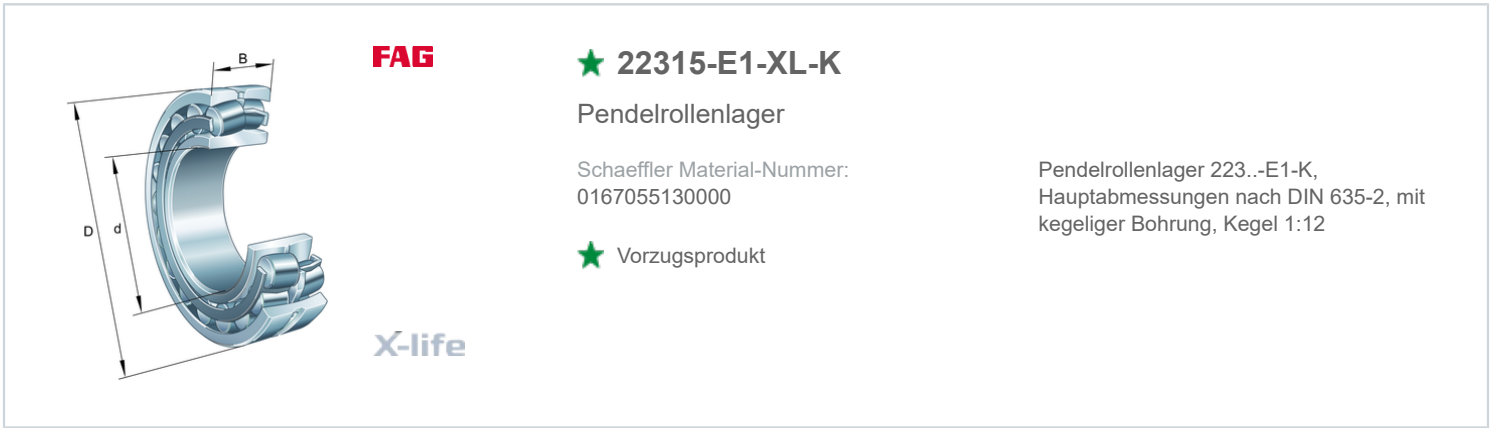 B
D
d
FAG
X-life
22315-E1-XL-K
Pendelrollenlager
Schaeffler Material-Nummer:
0167055130000
Vorzugsprodukt
Pendelrollenlager 223..-E1-K,
Hauptabmessungen nach DIN 635-2, mit
kegeliger Bohrung, Kegel 1:12